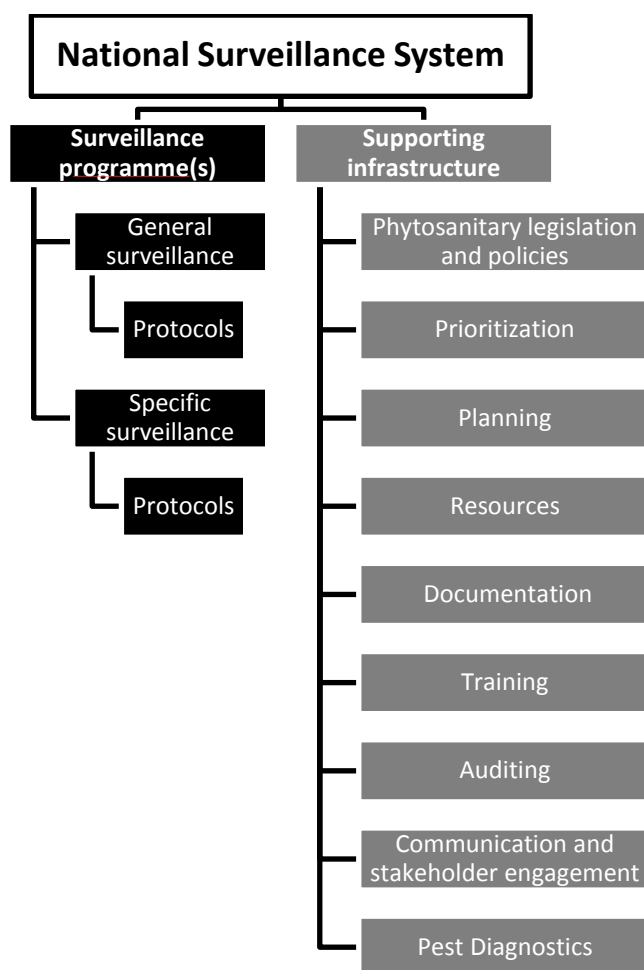 National Surveillance System
Surveillance
programme(s)
General
surveillance
Protocols
Specific
surveillance
Protocols
Supporting
infrastructure
Phytosanitary legislation
and policies
Prioritization
Planning
Resources
Documentation
Training
Auditing
Communication and
stakeholder engagement
Pest Diagnostics